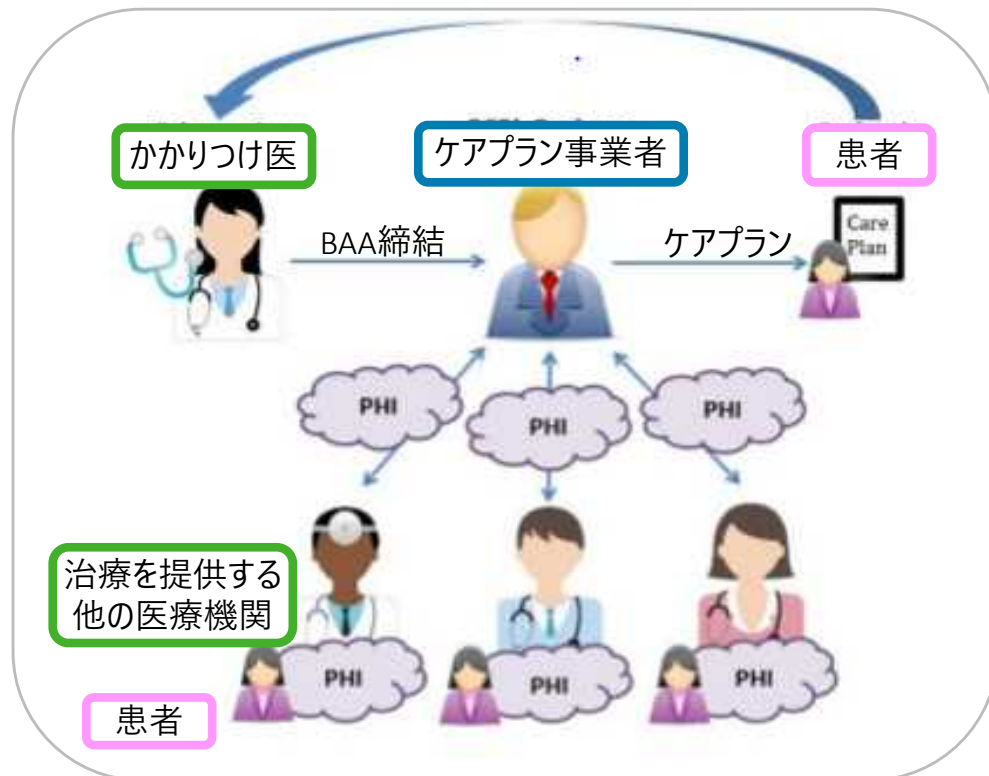 かかりつけ医
ケアプラン事業者
患者
BAA締結
ケアプラン
Care
Plan
PHI
PHI
PHI
治療を提供する
他の医療機関
PHI
PHI
PHI
患者